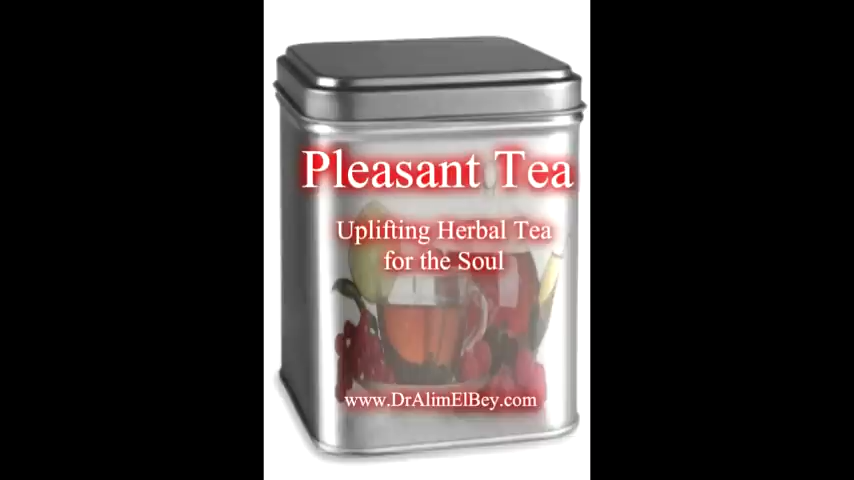 Pleasant Tea
Uplifting Herbal Tea
for the Soul
www.DrAlimElBey.com